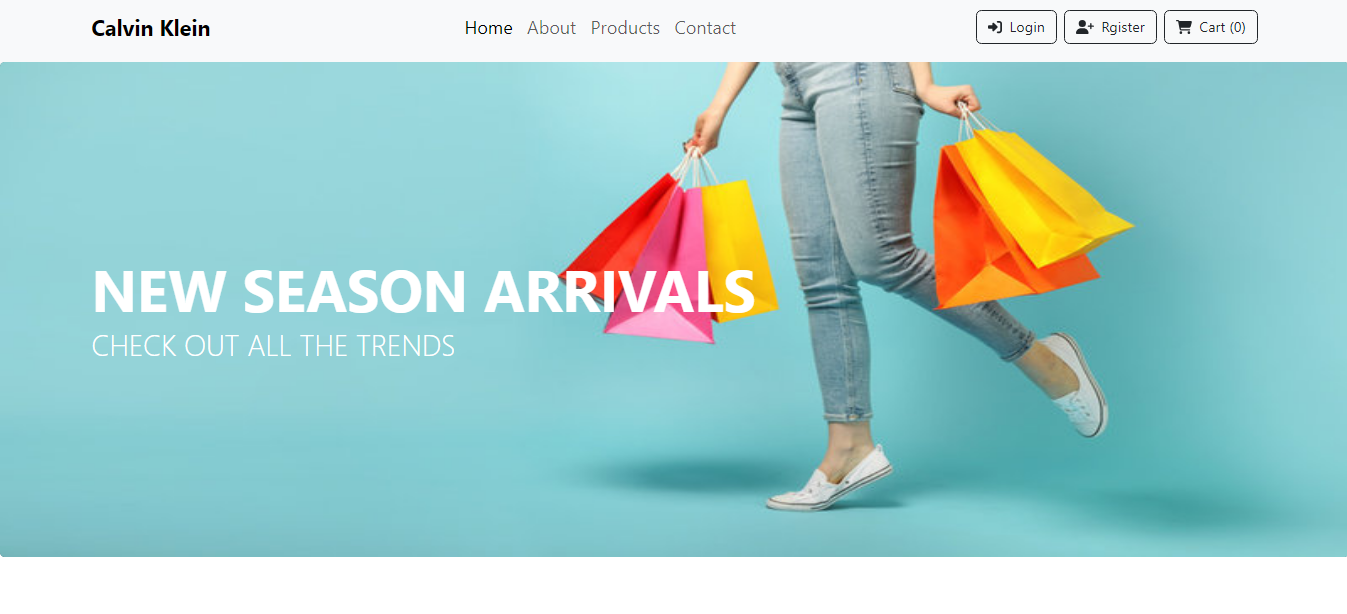 Calvin Klein Home About Products Contact Login Rgister Cart (0)
NEW SEASON ARRIVALS
CHECK OUT ALL THE TRENDS